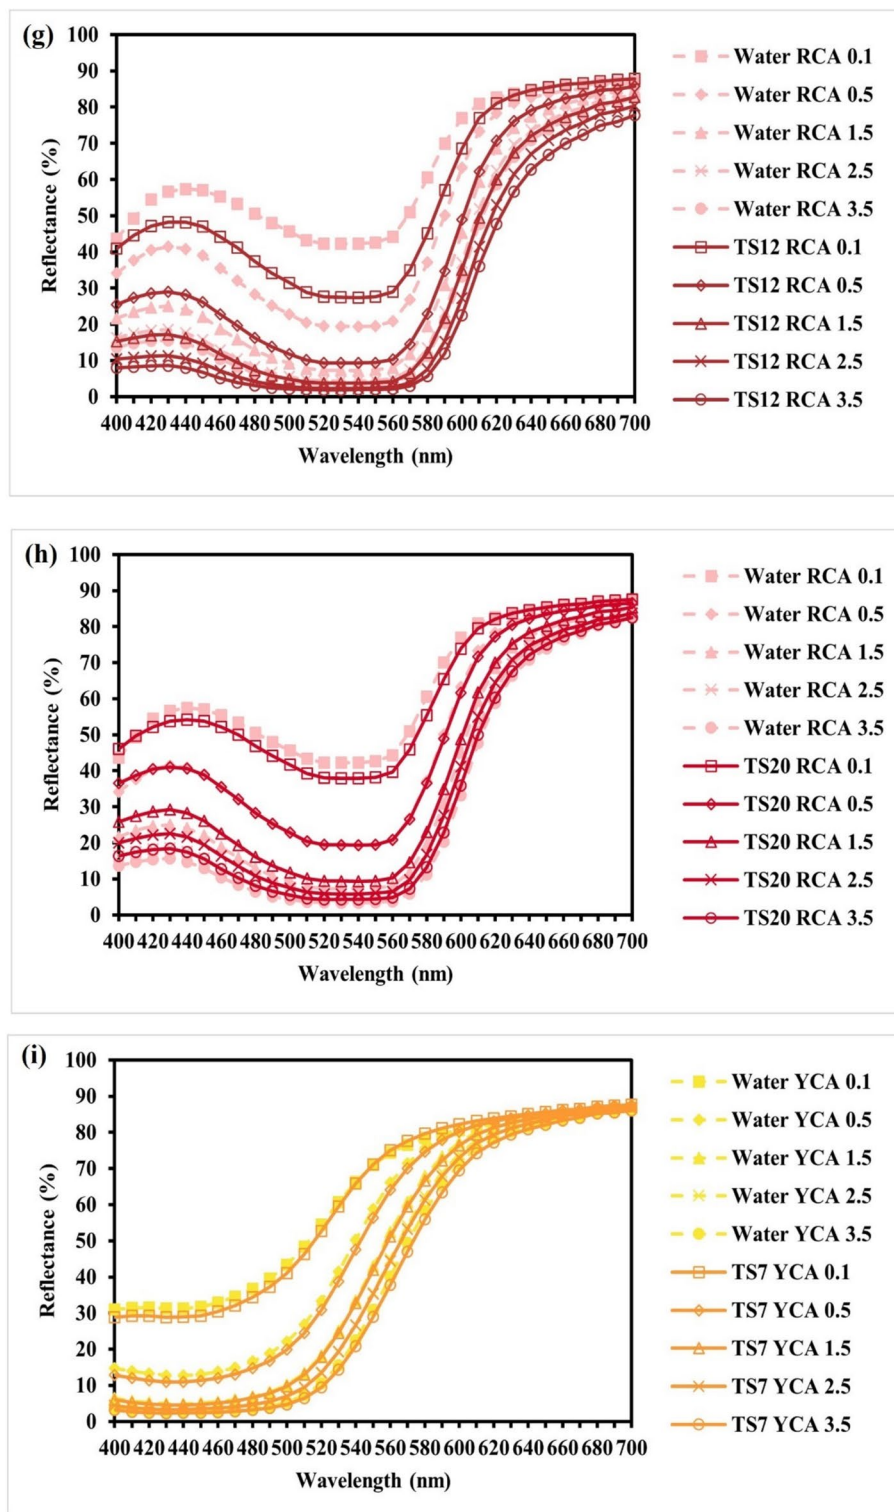 (g)
100
90
80
70
60
50
40
30
20
10
0
Reflectance (%)
400 420 440 460 480 500 520 540 560 580 600 620 640 660 680 700
Wavelength (nm)
Water RCA 0.1
Water RCA 0.5
Water RCA 1.5
Water RCA 2.5
Water RCA 3.5
TS12 RCA 0.1
TS12 RCA 0.5
TS12 RCA 1.5
TS12 RCA 2.5
TS12 RCA 3.5
(h)
100
90
80
70
60
50
40
30
20
10
0
Reflectance (%)
400 420 440 460 480 500 520 540 560 580 600 620 640 660 680 700
Wavelength (nm)
Water RCA 0.1
Water RCA 0.5
Water RCA 1.5
Water RCA 2.5
Water RCA 3.5
TS20 RCA 0.1
TS20 RCA 0.5
TS20 RCA 1.5
TS20 RCA 2.5
TS20 RCA 3.5
(i)
100
90
80
70
60
50
40
30
20
10
0
Reflectance (%)
400 420 440 460 480 500 520 540 560 580 600 620 640 660 680 700
Wavelength (nm)
Water YCA 0.1
Water YCA 0.5
Water YCA 1.5
Water YCA 2.5
Water YCA 3.5
TS7 YCA 0.1
TS7 YCA 0.5
TS7 YCA 1.5
TS7 YCA 2.5
TS7 YCA 3.5